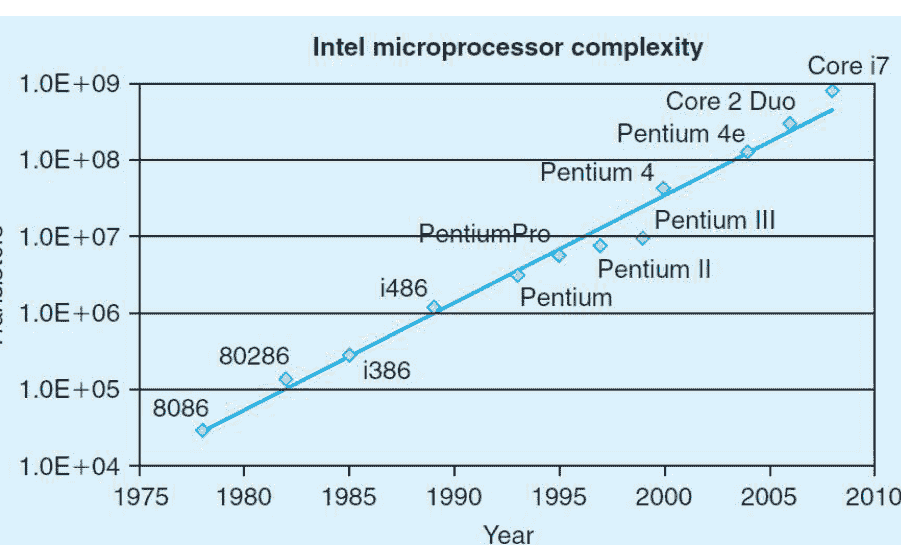 Intel microprocessor complexity
Core i7
1.0E+09
Core 2 Duo
Pentium 4e
1.0E+08
Pentium 4
Pentium III
1.0E+07
PentiumPro
Pentium II
i486
Pentium
1.0E+06
80286
i386
1.0E+05
8086
1.0E+04
1975 1980 1985 1990 1995 2000 2005 2010
Year